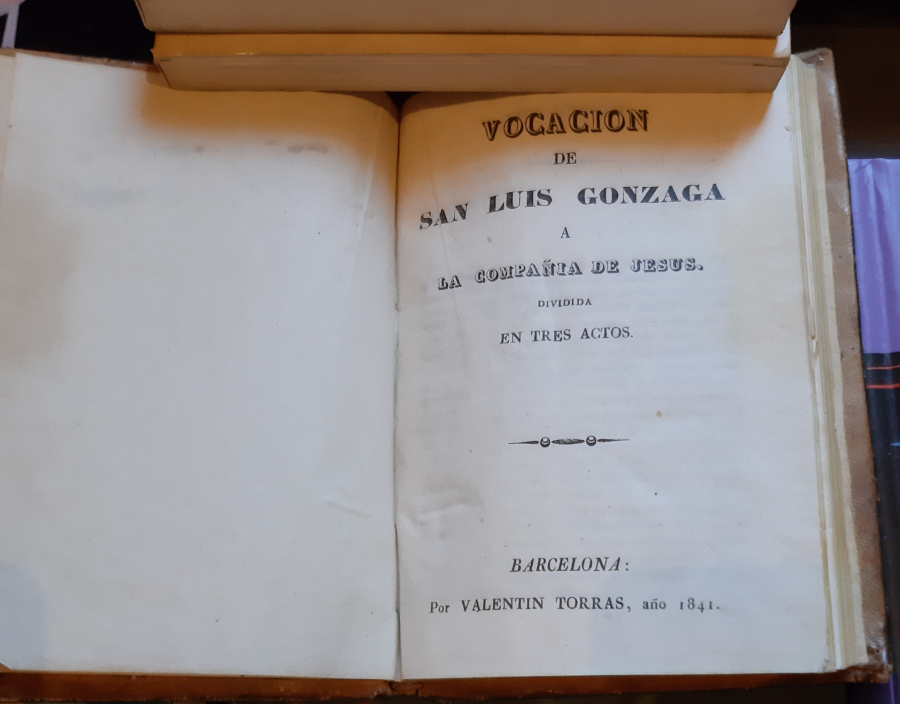 VOCACION
DE
SAN LUIS GONZAGA
A
LA COMPAÑIA DE JESUS.
DIVIDIDA
EN TRES ACTOS.
BARCELONA:
Por VALENTIN TORRAS, año 1841.